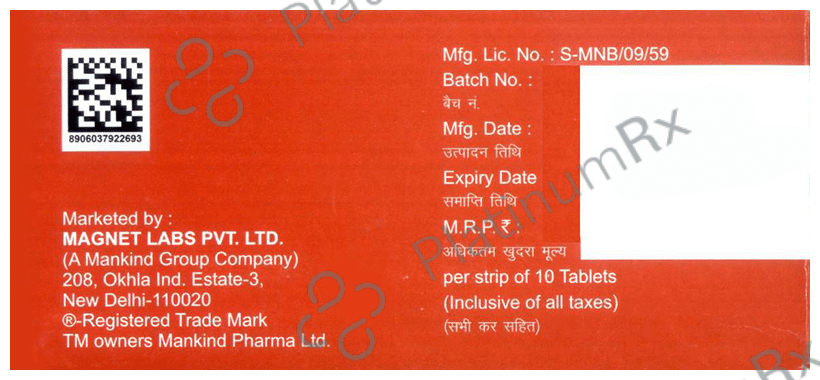 8906037922693
Marketed by :
MAGNET LABS PVT. LTD.
(A Mankind Group Company)
208, Okhla Ind. Estate-3,
New Delhi-110020
®-Registered Trade Mark
TM owners Mankind Pharma Ltd.
Mfg. Lic. No. : S-MNB/09/59
Batch No. :
बैच नं.
Mfg. Date :
उत्पादन तिथि
Expiry Date
समाप्ति तिथि
M.R.P. ₹ :
अधिकतम खुदरा मूल्य
per strip of 10 Tablets
(Inclusive of all taxes)
(सभी कर सहित)
PlatinumRx